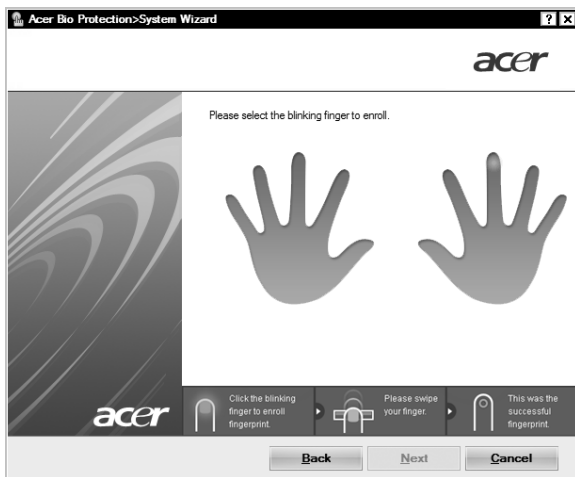 Acer Bio Protection>System Wizard
acer
Please select the blinking finger to enroll.
acer
Click the blinking
finger to enroll
fingerprint.
Please swipe
your finger.
This was the
successful
fingerprint.
Back
Next
Cancel